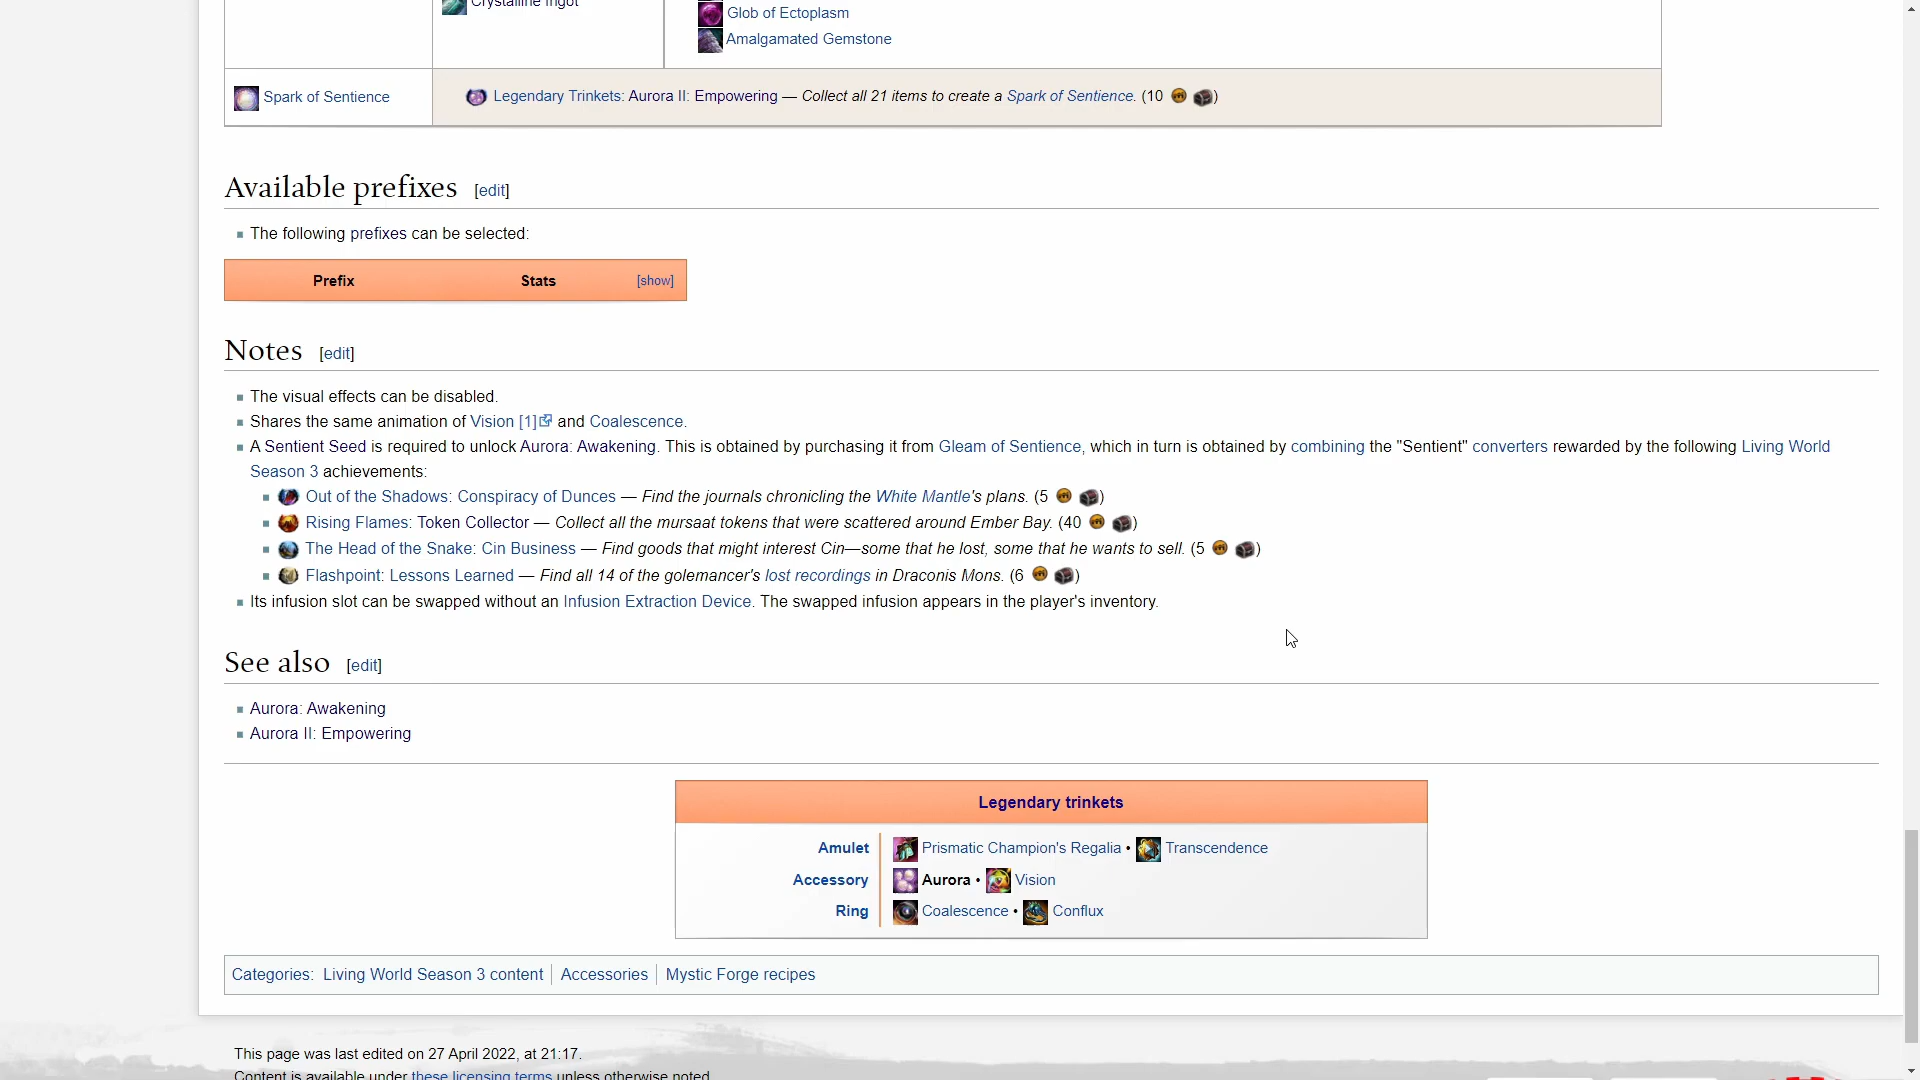 Crystalline Ingot
Glob of Ectoplasm
Amalgamated Gemstone
Spark of Sentience
Legendary Trinkets: Aurora II: Empowering — Collect all 21 items to create a Spark of Sentience. (10 )
Available prefixes [edit]
The following prefixes can be selected:
Prefix Stats [show]
Notes [edit]
The visual effects can be disabled.
Shares the same animation of Vision [1] and Coalescence.
A Sentient Seed is required to unlock Aurora: Awakening. This is obtained by purchasing it from Gleam of Sentience, which in turn is obtained by combining the "Sentient" converters rewarded by the following Living World
Season 3 achievements:
Out of the Shadows: Conspiracy of Dunces — Find the journals chronicling the White Mantle's plans. (5 )
Rising Flames: Token Collector — Collect all the mursaat tokens that were scattered around Ember Bay. (40 )
The Head of the Snake: Cin Business — Find goods that might interest Cin—some that he lost, some that he wants to sell. (5 )
Flashpoint: Lessons Learned — Find all 14 of the golemancer's lost recordings in Draconis Mons. (6 )
Its infusion slot can be swapped without an Infusion Extraction Device. The swapped infusion appears in the player's inventory.
See also [edit]
Aurora: Awakening
Aurora II: Empowering
Legendary trinkets
Amulet Prismatic Champion's Regalia • Transcendence
Accessory Aurora • Vision
Ring Coalescence • Conflux
Categories: Living World Season 3 content | Accessories | Mystic Forge recipes
This page was last edited on 27 April 2022, at 21:17.
Content is available under these licensing terms unless otherwise noted.